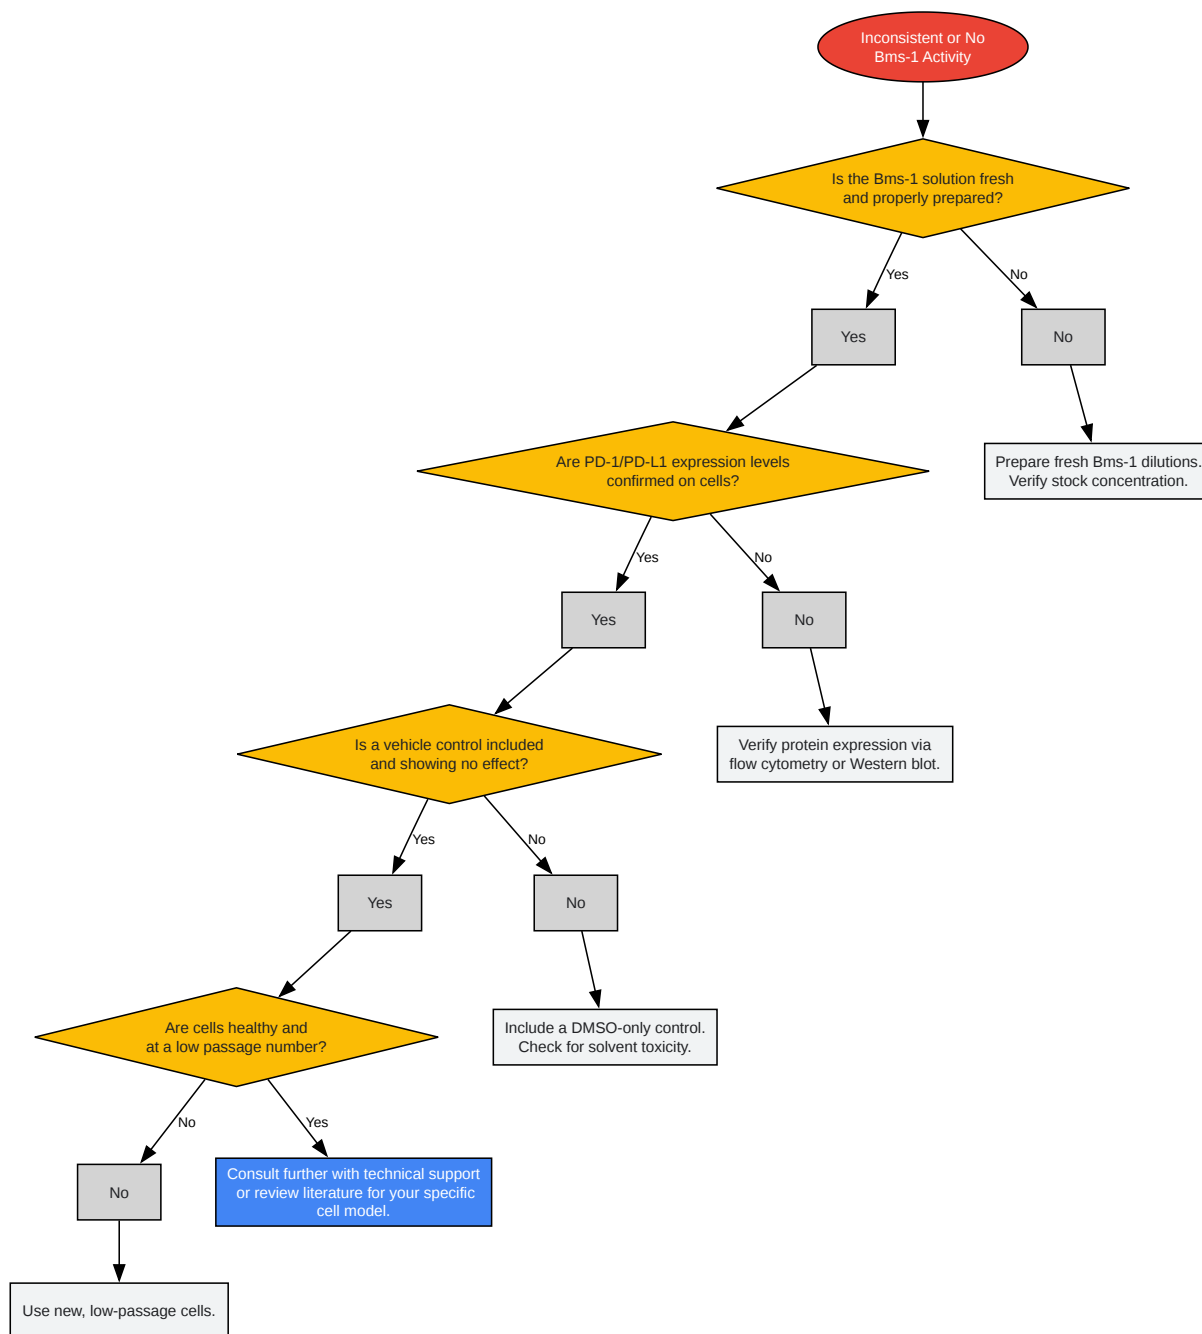 Inconsistent or No
Bms-1 Activity
Is the Bms-1 solution fresh
and properly prepared?
Yes
No
Yes
No
Prepare fresh Bms-1 dilutions.
Verify stock concentration.
Are PD-1/PD-L1 expression levels
confirmed on cells?
Yes
No
Yes
No
Verify protein expression via
flow cytometry or Western blot.
Is a vehicle control included
and showing no effect?
Yes
No
Yes
No
Include a DMSO-only control.
Check for solvent toxicity.
Are cells healthy and
at a low passage number?
No
Yes
No
Consult further with technical support
or review literature for your specific
cell model.
Use new, low-passage cells.